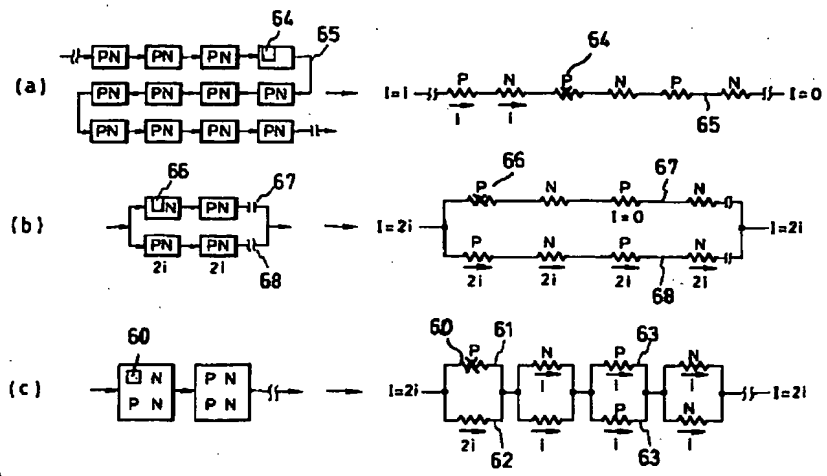 64
65
PN PN PN
(a)
PN PN PN PN
PN PN PN PN
64
P N P N P N
I=i I=0
i i
65
66
67
N PN
(b)
PN PN
2i 2i
68
66
67
P N P N
I=0
I=2i I=2i
P N P N
2i 2i 2i 2i
68
60
(c)
N P N
P N P N
60 61 63
P N P N
i i i
I=2i I=2i
P N
2i i i i
62 63